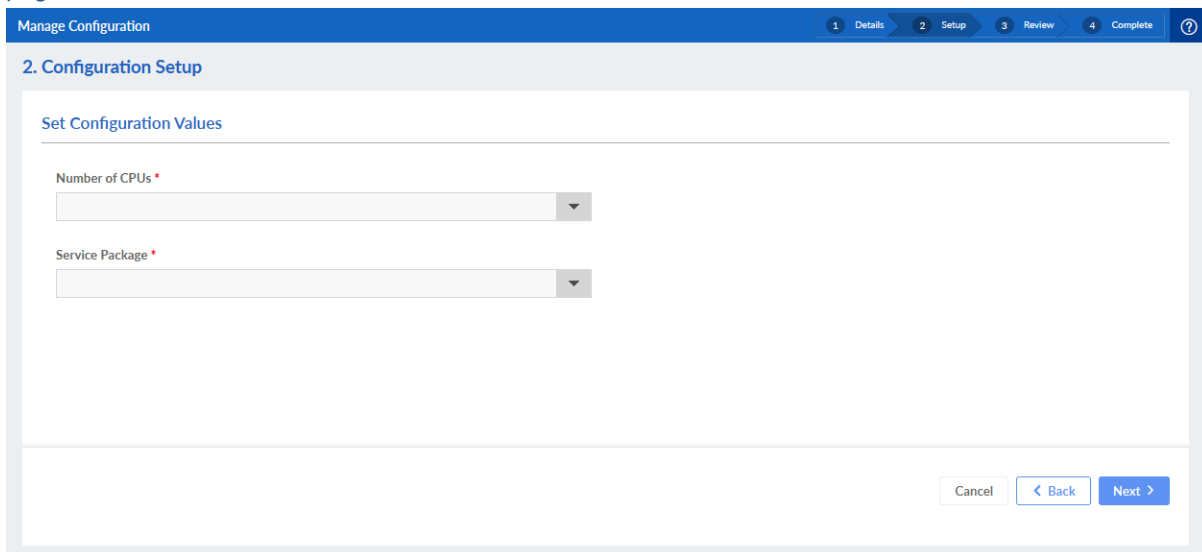 Manage Configuration
1 Details 2 Setup 3 Review 4 Complete ?
2. Configuration Setup
Set Configuration Values
Number of CPUs *
Service Package *
Cancel < Back Next >